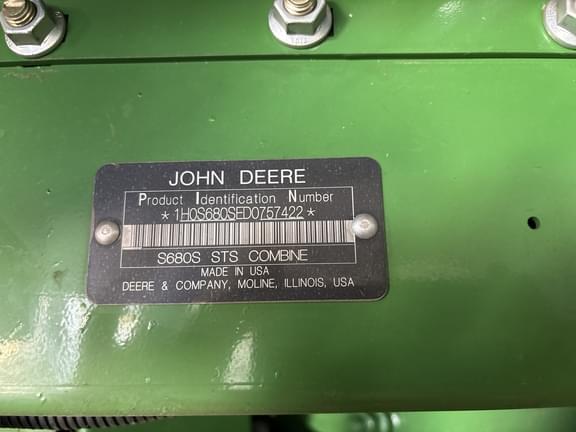 JOHN DEERE
Product Identification Number
*1H0S680SED0757422*
S680S STS COMBINE
MADE IN USA
DEERE & COMPANY, MOLINE, ILLINOIS, USA